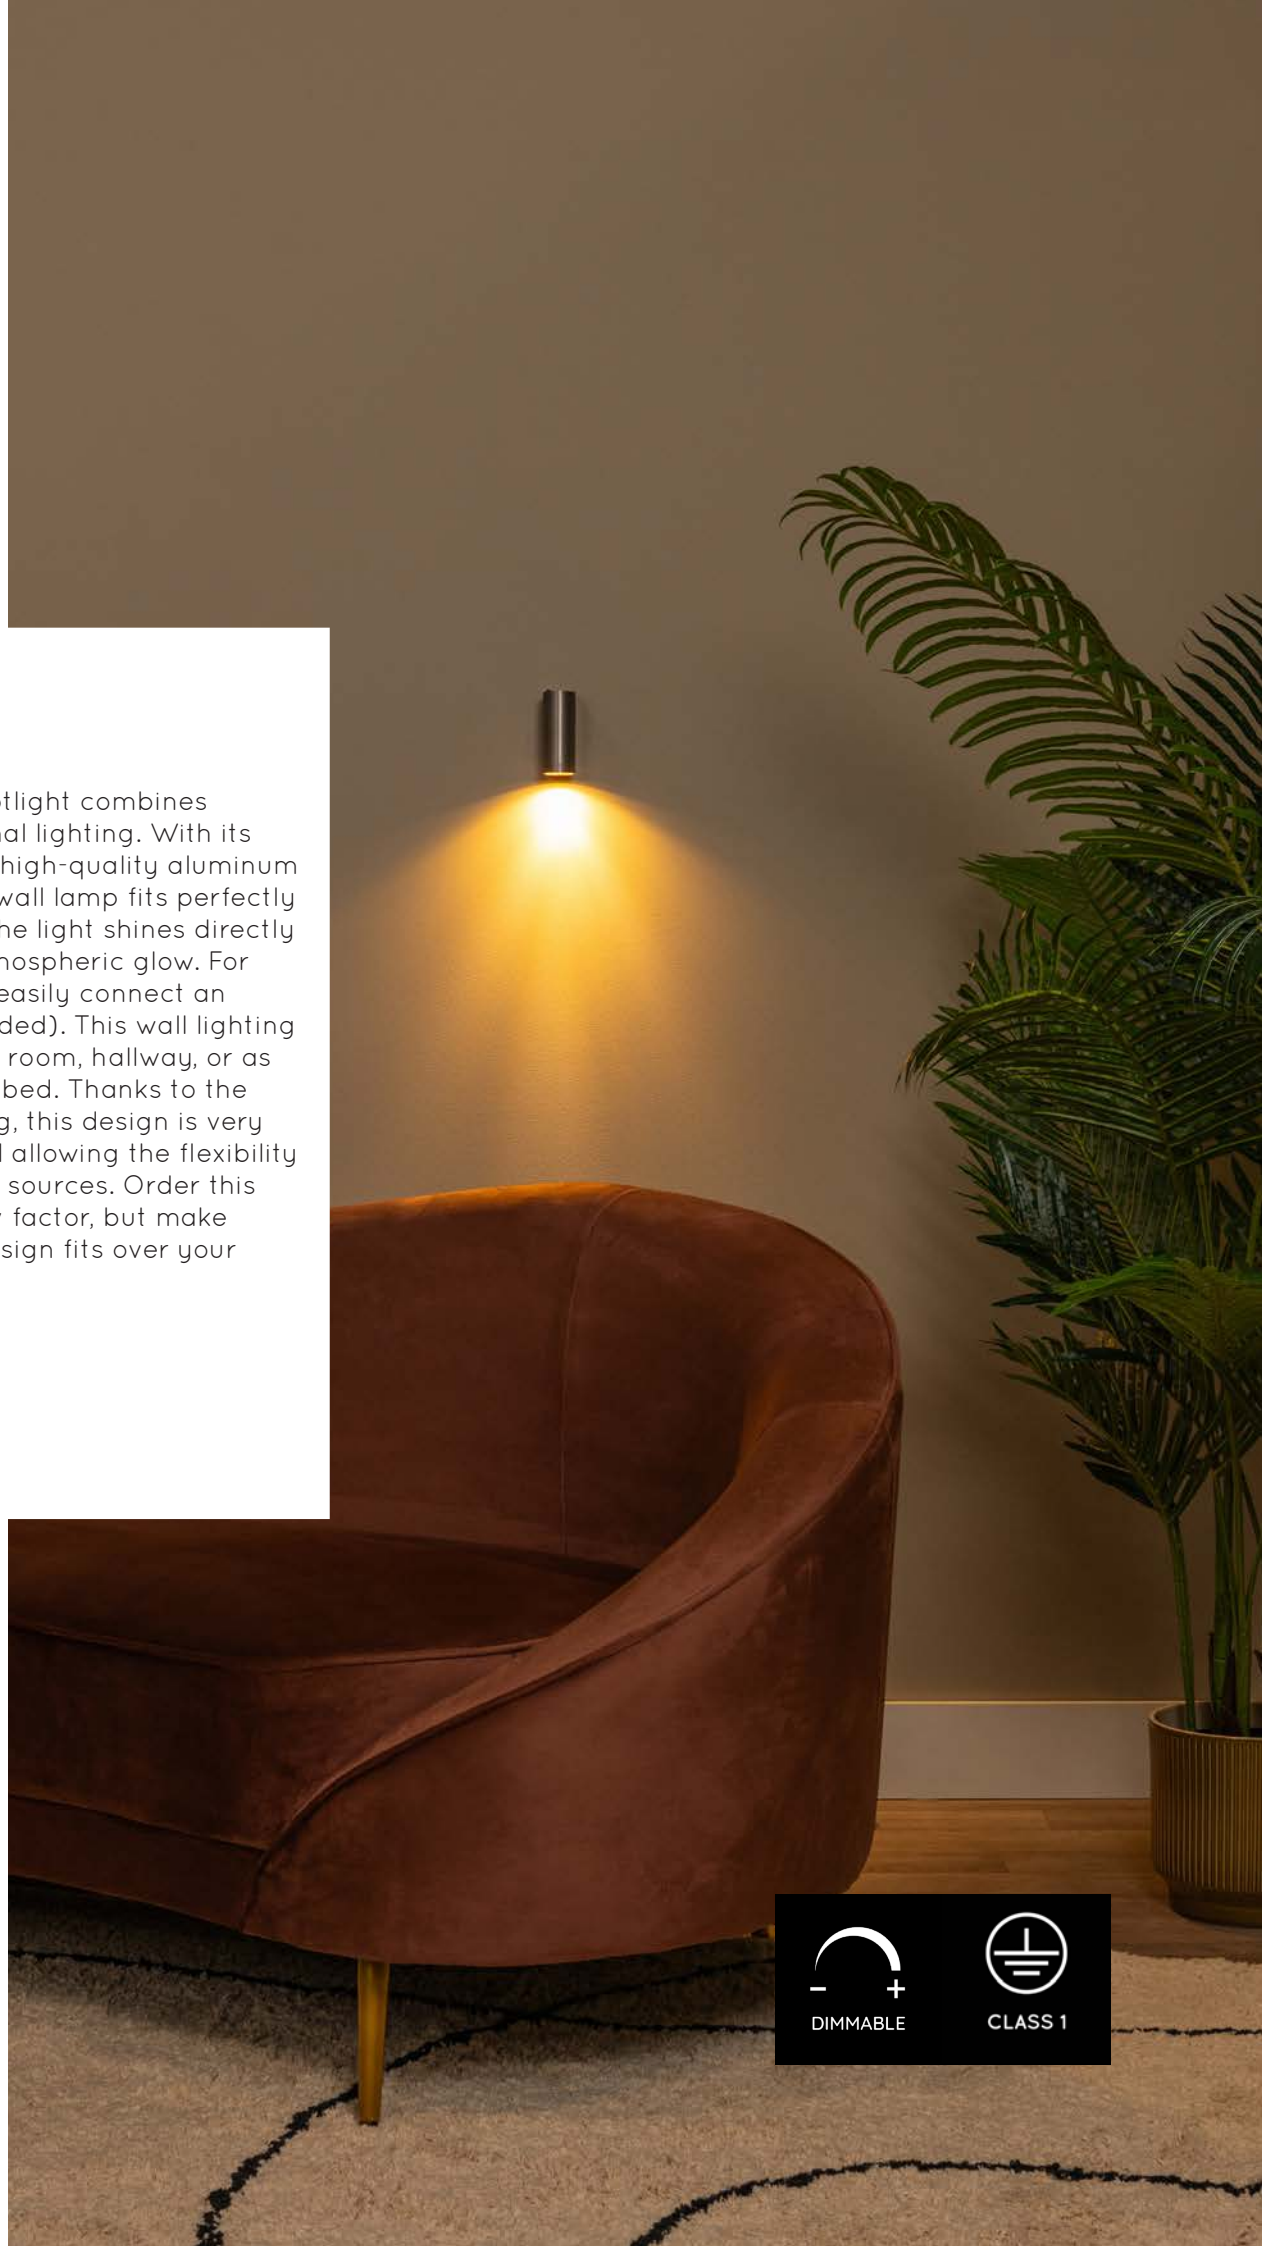 tlight combines
al lighting. With its
high-quality aluminum
wall lamp fits perfectly
he light shines directly
nospheric glow. For
easily connect an
ded). This wall lighting
room, hallway, or as
bed. Thanks to the
g, this design is very
allowing the flexibility
sources. Order this
factor, but make
sign fits over your
- +
DIMMABLE
CLASS 1